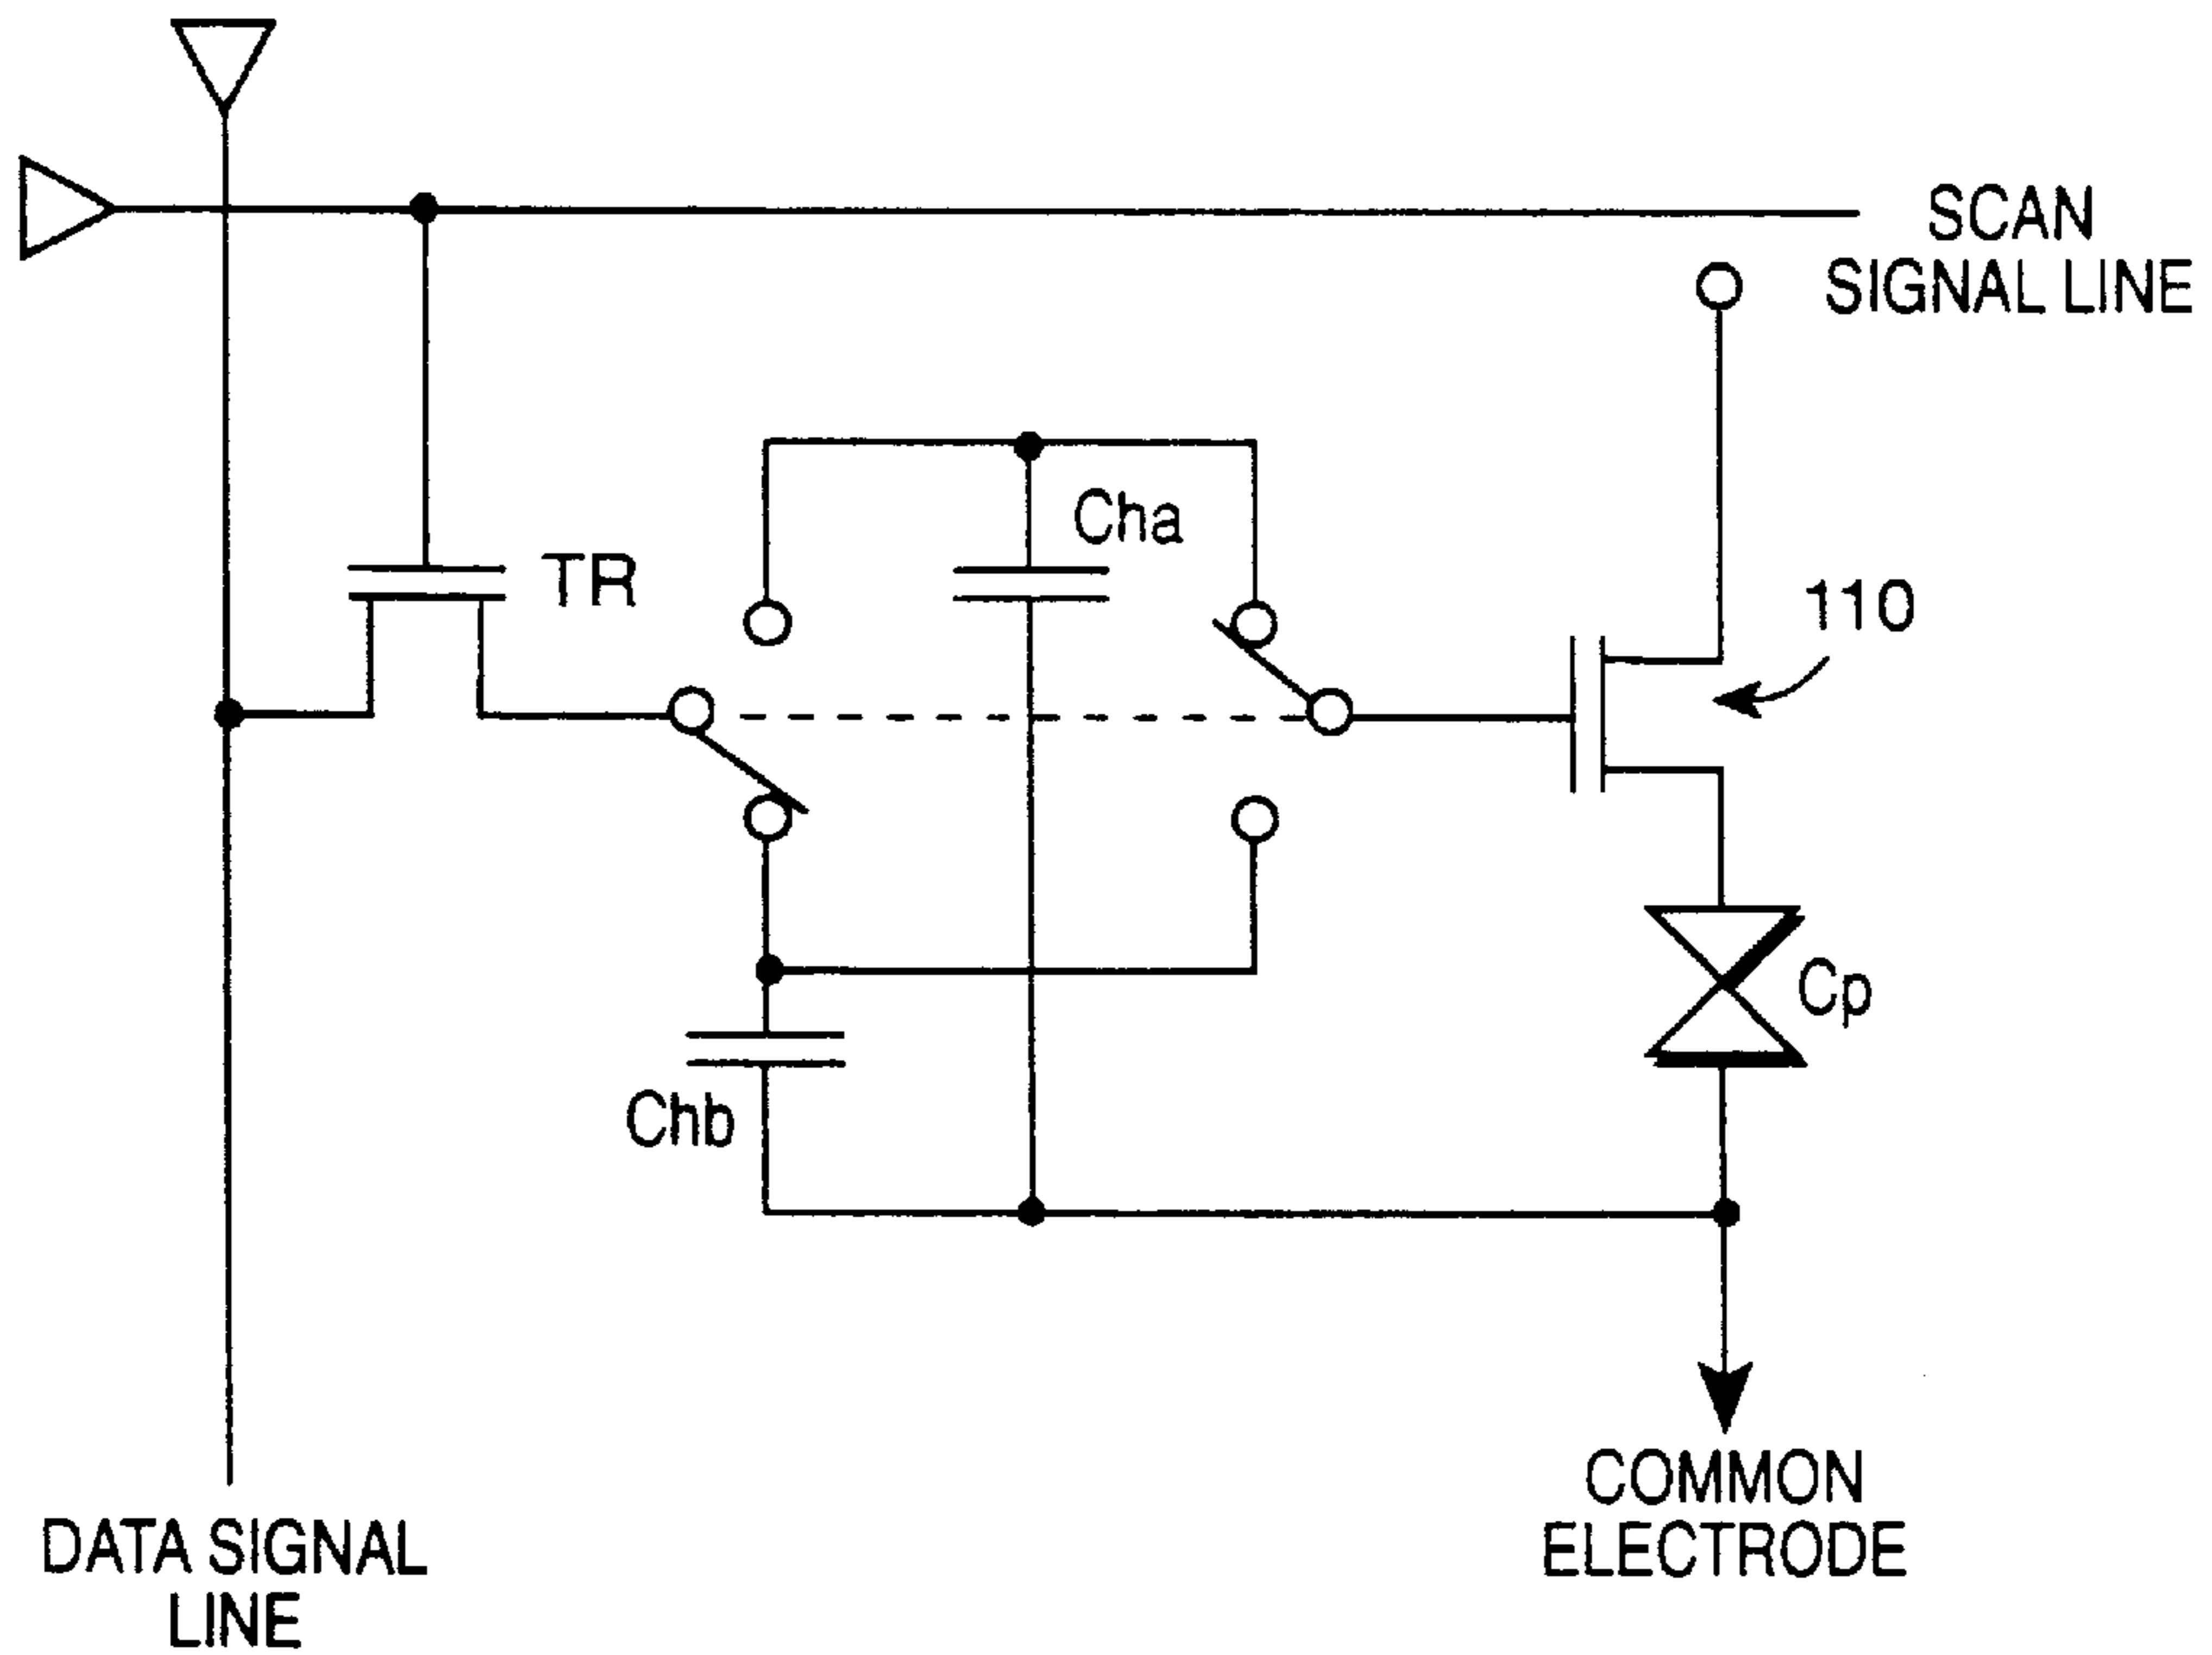 SCAN
SIGNAL LINE
Cha
TR
110
Cp
Chb
COMMON
ELECTRODE
DATA SIGNAL
LINE